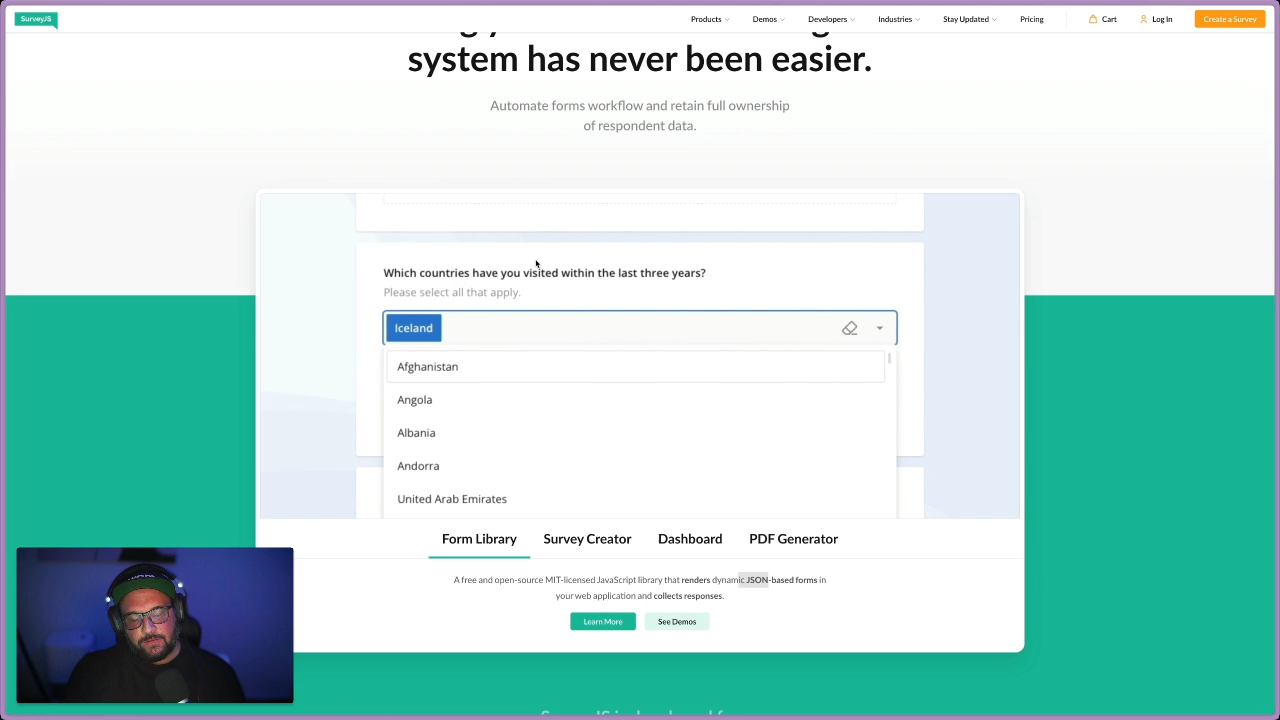 SurveyJS
Products
Demos
Developers
Industries
Stay Updated
Pricing
Cart
Log In
Create a Survey
system has never been easier.
Automate forms workflow and retain full ownership
of respondent data.
Which countries have you visited within the last three years?
Please select all that apply.
Iceland
Afghanistan
Angola
Albania
Andorra
United Arab Emirates
Form Library
Survey Creator
Dashboard
PDF Generator
A free and open-source MIT-licensed JavaScript library that renders dynamic JSON-based forms in
your web application and collects responses.
Learn More
See Demos